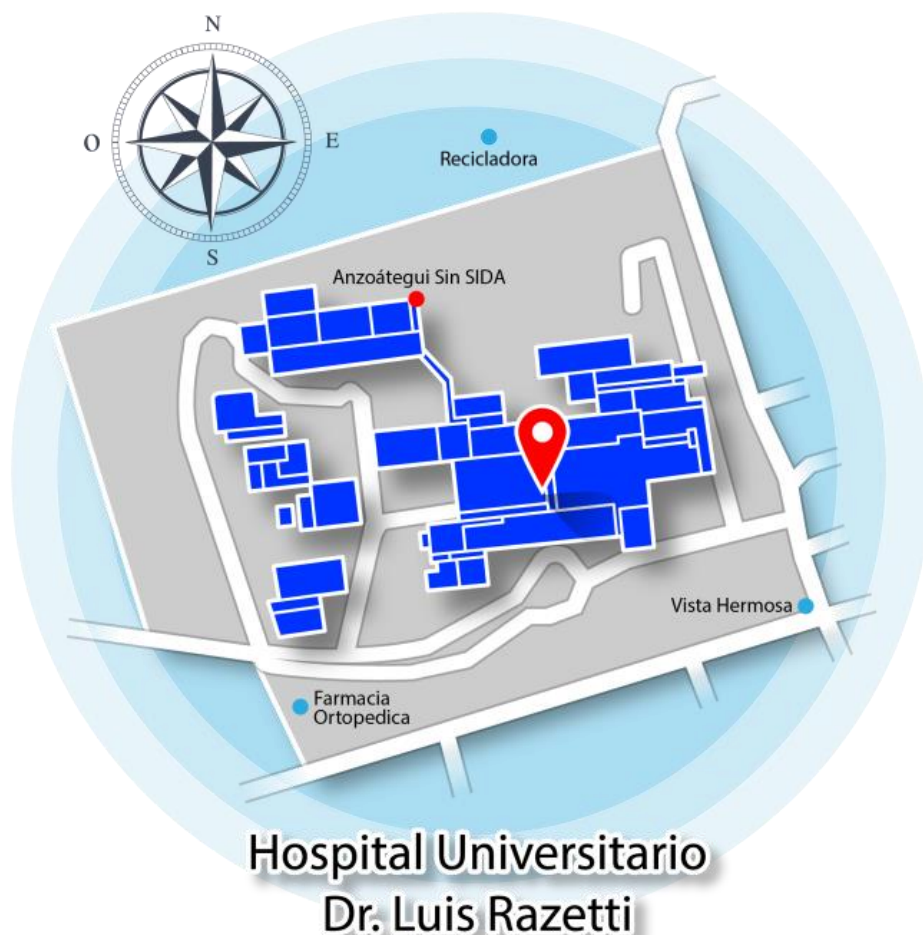 N
O
E
S
Recicladora
Anzoátegui Sin SIDA
Vista Hermosa
Farmacia
Ortopedica
Hospital Universitario
Dr. Luis Razetti